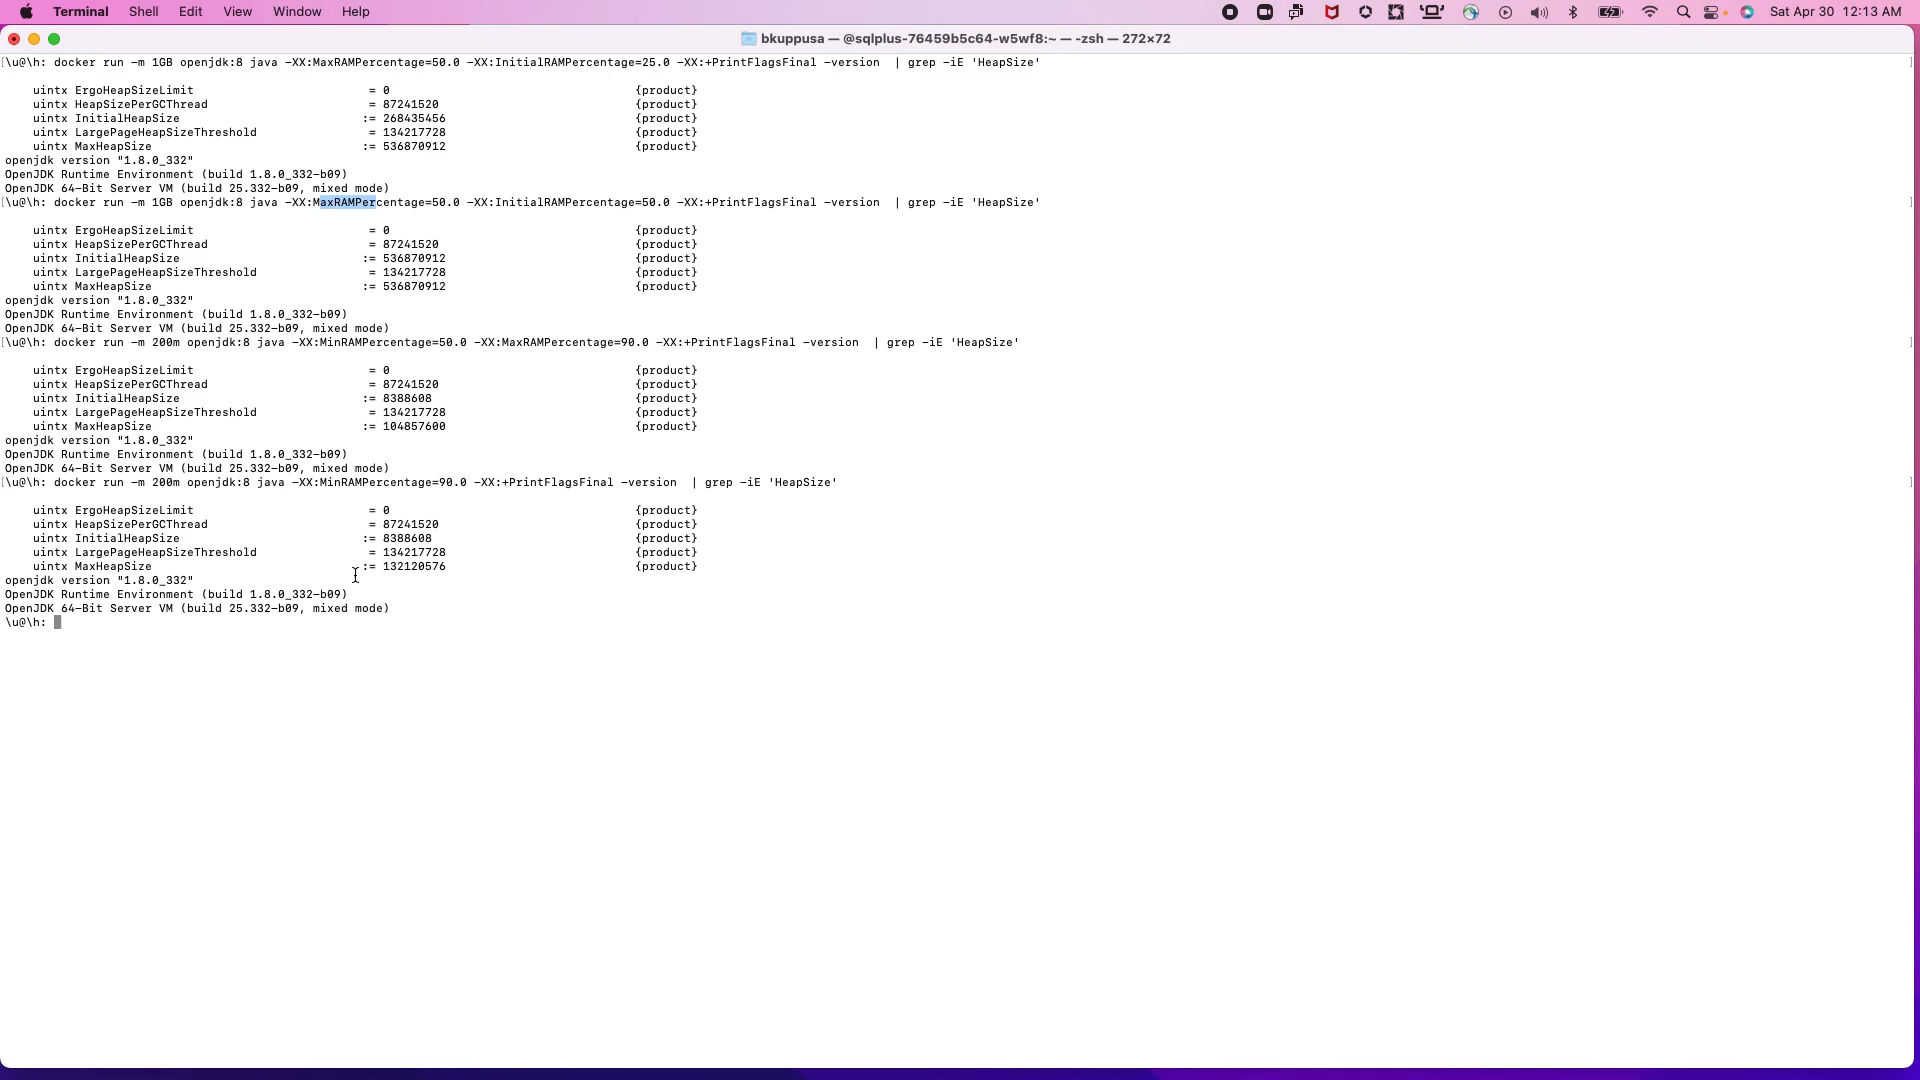 Terminal Shell Edit View Window Help Sat Apr 30 12:13 AM
bkuppusa — @sqlplus-76459b5c64-w5wf8:~ — -zsh — 272×72
[\u@\h: docker run -m 1GB openjdk:8 java -XX:MaxRAMPercentage=50.0 -XX:InitialRAMPercentage=25.0 -XX:+PrintFlagsFinal -version | grep -iE 'HeapSize' ]
uintx ErgoHeapSizeLimit = 0 {product}
uintx HeapSizePerGCThread = 87241520 {product}
uintx InitialHeapSize := 268435456 {product}
uintx LargePageHeapSizeThreshold = 134217728 {product}
uintx MaxHeapSize := 536870912 {product}
openjdk version "1.8.0_332"
OpenJDK Runtime Environment (build 1.8.0_332-b09)
OpenJDK 64-Bit Server VM (build 25.332-b09, mixed mode)
[\u@\h: docker run -m 1GB openjdk:8 java -XX:MaxRAMPercentage=50.0 -XX:InitialRAMPercentage=50.0 -XX:+PrintFlagsFinal -version | grep -iE 'HeapSize' ]
uintx ErgoHeapSizeLimit = 0 {product}
uintx HeapSizePerGCThread = 87241520 {product}
uintx InitialHeapSize := 536870912 {product}
uintx LargePageHeapSizeThreshold = 134217728 {product}
uintx MaxHeapSize := 536870912 {product}
openjdk version "1.8.0_332"
OpenJDK Runtime Environment (build 1.8.0_332-b09)
OpenJDK 64-Bit Server VM (build 25.332-b09, mixed mode)
[\u@\h: docker run -m 200m openjdk:8 java -XX:MinRAMPercentage=50.0 -XX:MaxRAMPercentage=90.0 -XX:+PrintFlagsFinal -version | grep -iE 'HeapSize' ]
uintx ErgoHeapSizeLimit = 0 {product}
uintx HeapSizePerGCThread = 87241520 {product}
uintx InitialHeapSize := 8388608 {product}
uintx LargePageHeapSizeThreshold = 134217728 {product}
uintx MaxHeapSize := 104857600 {product}
openjdk version "1.8.0_332"
OpenJDK Runtime Environment (build 1.8.0_332-b09)
OpenJDK 64-Bit Server VM (build 25.332-b09, mixed mode)
[\u@\h: docker run -m 200m openjdk:8 java -XX:MinRAMPercentage=90.0 -XX:+PrintFlagsFinal -version | grep -iE 'HeapSize' ]
uintx ErgoHeapSizeLimit = 0 {product}
uintx HeapSizePerGCThread = 87241520 {product}
uintx InitialHeapSize := 8388608 {product}
uintx LargePageHeapSizeThreshold = 134217728 {product}
uintx MaxHeapSize := 132120576 {product}
openjdk version "1.8.0_332"
OpenJDK Runtime Environment (build 1.8.0_332-b09)
OpenJDK 64-Bit Server VM (build 25.332-b09, mixed mode)
\u@\h: